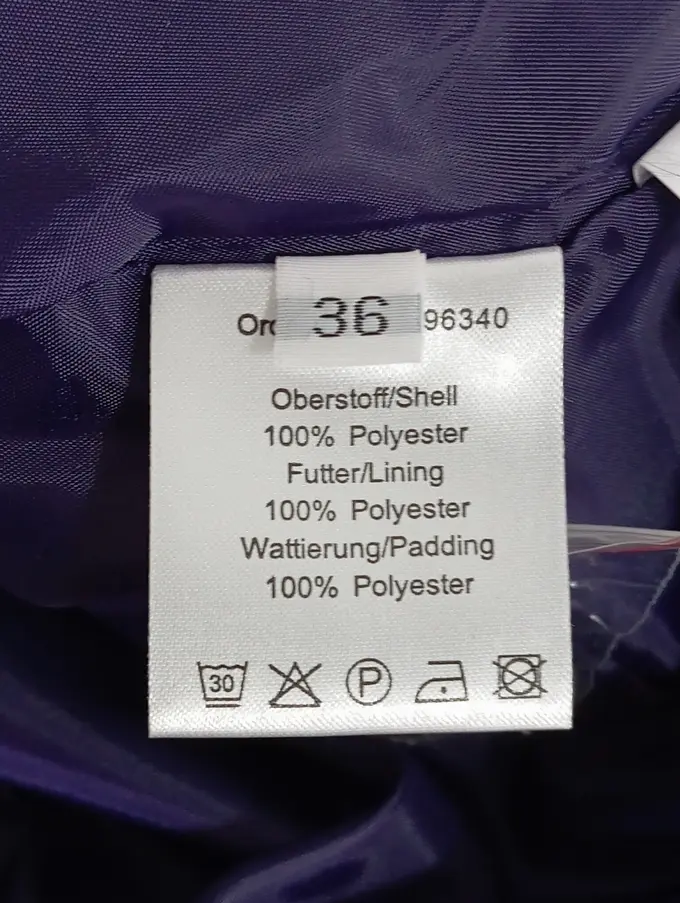 36
96340
Oberstoff/Shell
100% Polyester
Futter/Lining
100% Polyester
Wattierung/Padding
100% Polyester
30
P